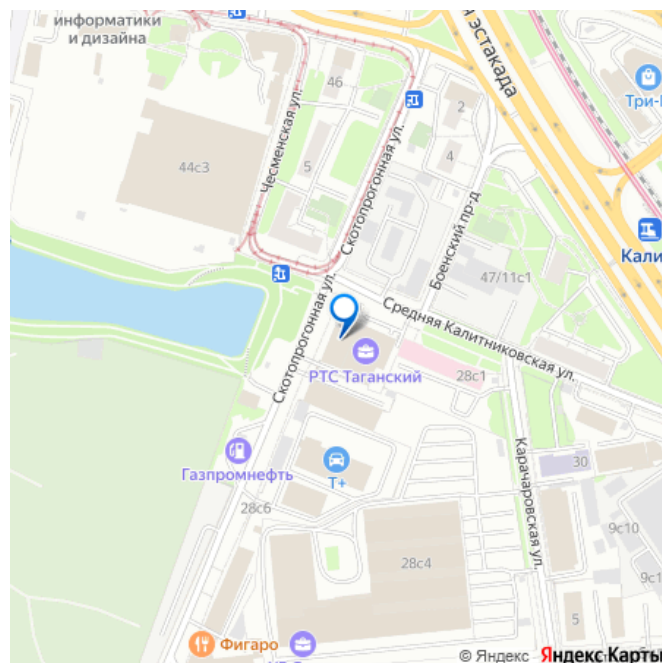 информатики
и дизайна
я эстакада
46
2
Три-
Чесменская ул.
44с3
5
4
Скотопрогонная ул.
Боенский пр-д
Кали
47/11с1
Средняя Калитниковская ул.
Скотопрогонная ул.
РТС Таганский
28с1
Газпромнефть
Т+
Карачаровская ул.
30
28с6
9с10
28с4
9с1
5
Фигаро
© Яндекс Яндекс Карты